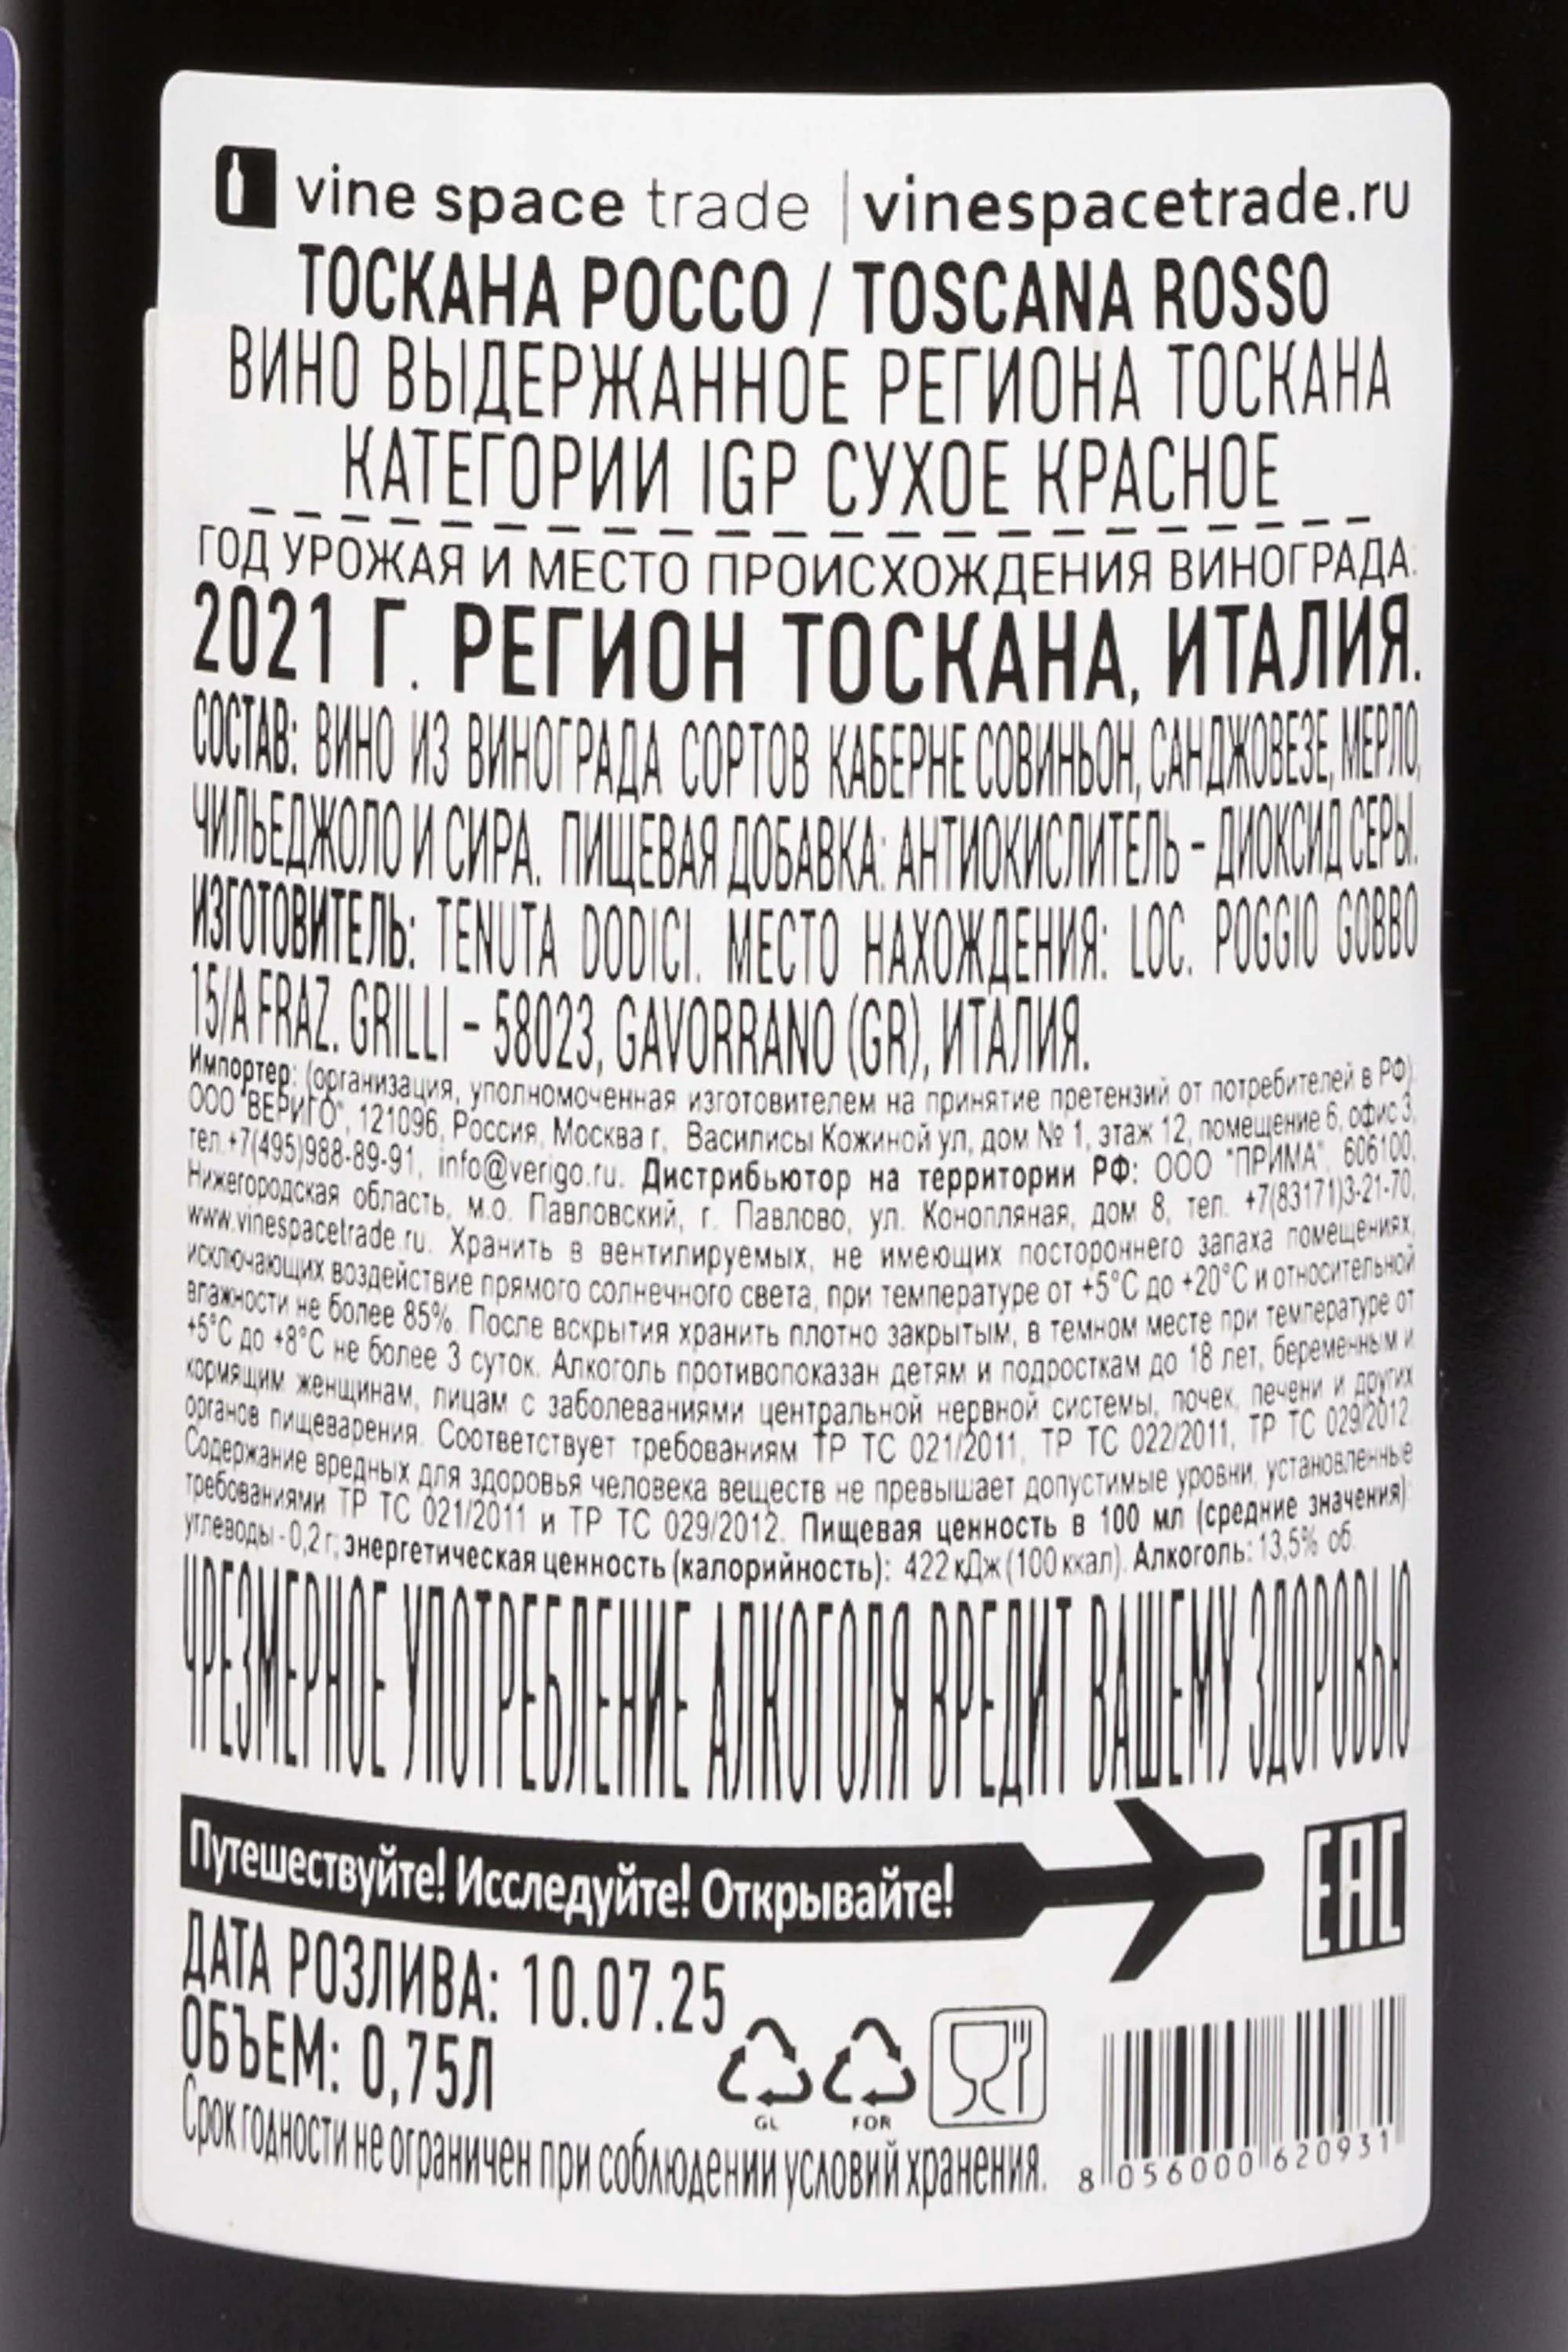 vine space trade | vinespacetrade.ru
ТОСКАНА РОССО / TOSCANA ROSSO
ВИНО ВЫДЕРЖАННОЕ РЕГИОНА ТОСКАНА
КАТЕГОРИИ IGP СУХОЕ КРАСНОЕ
ГОД УРОЖАЯ И МЕСТО ПРОИСХОЖДЕНИЯ ВИНОГРАДА:
2021 Г. РЕГИОН ТОСКАНА, ИТАЛИЯ.
СОСТАВ: ВИНО ИЗ ВИНОГРАДА СОРТОВ КАБЕРНЕ СОВИНЬОН, САНДЖОВЕЗЕ, МЕРЛО,
ЧИЛЬЕДЖОЛО И СИРА. ПИЩЕВАЯ ДОБАВКА: АНТИОКИСЛИТЕЛЬ – ДИОКСИД СЕРЫ.
ИЗГОТОВИТЕЛЬ: TENUTA DODICI. МЕСТО НАХОЖДЕНИЯ: LOC. POGGIO GOBBO
15/A FRAZ. GRILLI – 58023, GAVORRANO (GR), ИТАЛИЯ.
Импортер: (организация, уполномоченная изготовителем на принятие претензий от потребителей в РФ)
ООО "ВЕРИГО", 121096, Россия, Москва г, Василисы Кожиной ул, дом № 1, этаж 12, помещение 6, офис 3,
тел.+7(495)988-89-91, info@verigo.ru. Дистрибьютор на территории РФ: ООО "ПРИМА", 606100,
Нижегородская область, м.о. Павловский, г. Павлово, ул. Конопляная, дом 8, тел. +7(83171)3-21-70,
www.vinespacetrade.ru. Хранить в вентилируемых, не имеющих постороннего запаха помещениях,
исключающих воздействие прямого солнечного света, при температуре от +5°C до +20°C и относительной
влажности не более 85%. После вскрытия хранить плотно закрытым, в темном месте при температуре от
+5°C до +8°C не более 3 суток. Алкоголь противопоказан детям и подросткам до 18 лет, беременным и
кормящим женщинам, лицам с заболеваниями центральной нервной системы, почек, печени и других
органов пищеварения. Соответствует требованиям ТР ТС 021/2011, ТР ТС 022/2011, ТР ТС 029/2012.
Содержание вредных для здоровья человека веществ не превышает допустимые уровни, установленные
требованиями ТР ТС 021/2011 и ТР ТС 029/2012. Пищевая ценность в 100 мл (средние значения):
углеводы - 0,2 г; энергетическая ценность (калорийность): 422 кДж (100 ккал). Алкоголь: 13,5% об.
ЧРЕЗМЕРНОЕ УПОТРЕБЛЕНИЕ АЛКОГОЛЯ ВРЕДИТ ВАШЕМУ ЗДОРОВЬЮ
Путешествуйте! Исследуйте! Открывайте!
EAC
ДАТА РОЗЛИВА: 10.07.25
ОБЪЕМ: 0,75Л
GL FOR
Срок годности не ограничен при соблюдении условий хранения.
8 056000 620931